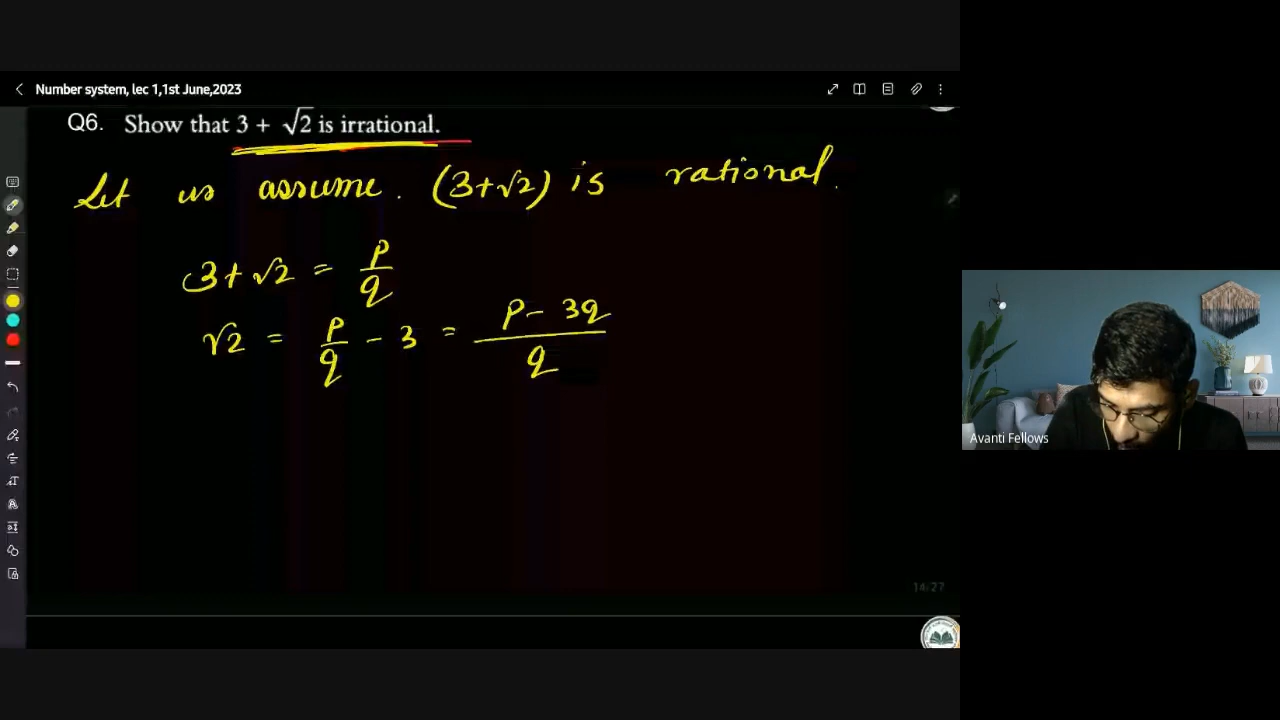 Number system, lec 1,1st June,2023
Q6. Show that 3 + √2 is irrational.
Let us assume. (3+√2) is rational.
3+√2 = p/q
√2 = p/q - 3 = (p - 3q)/q
Avanti Fellows
14/27